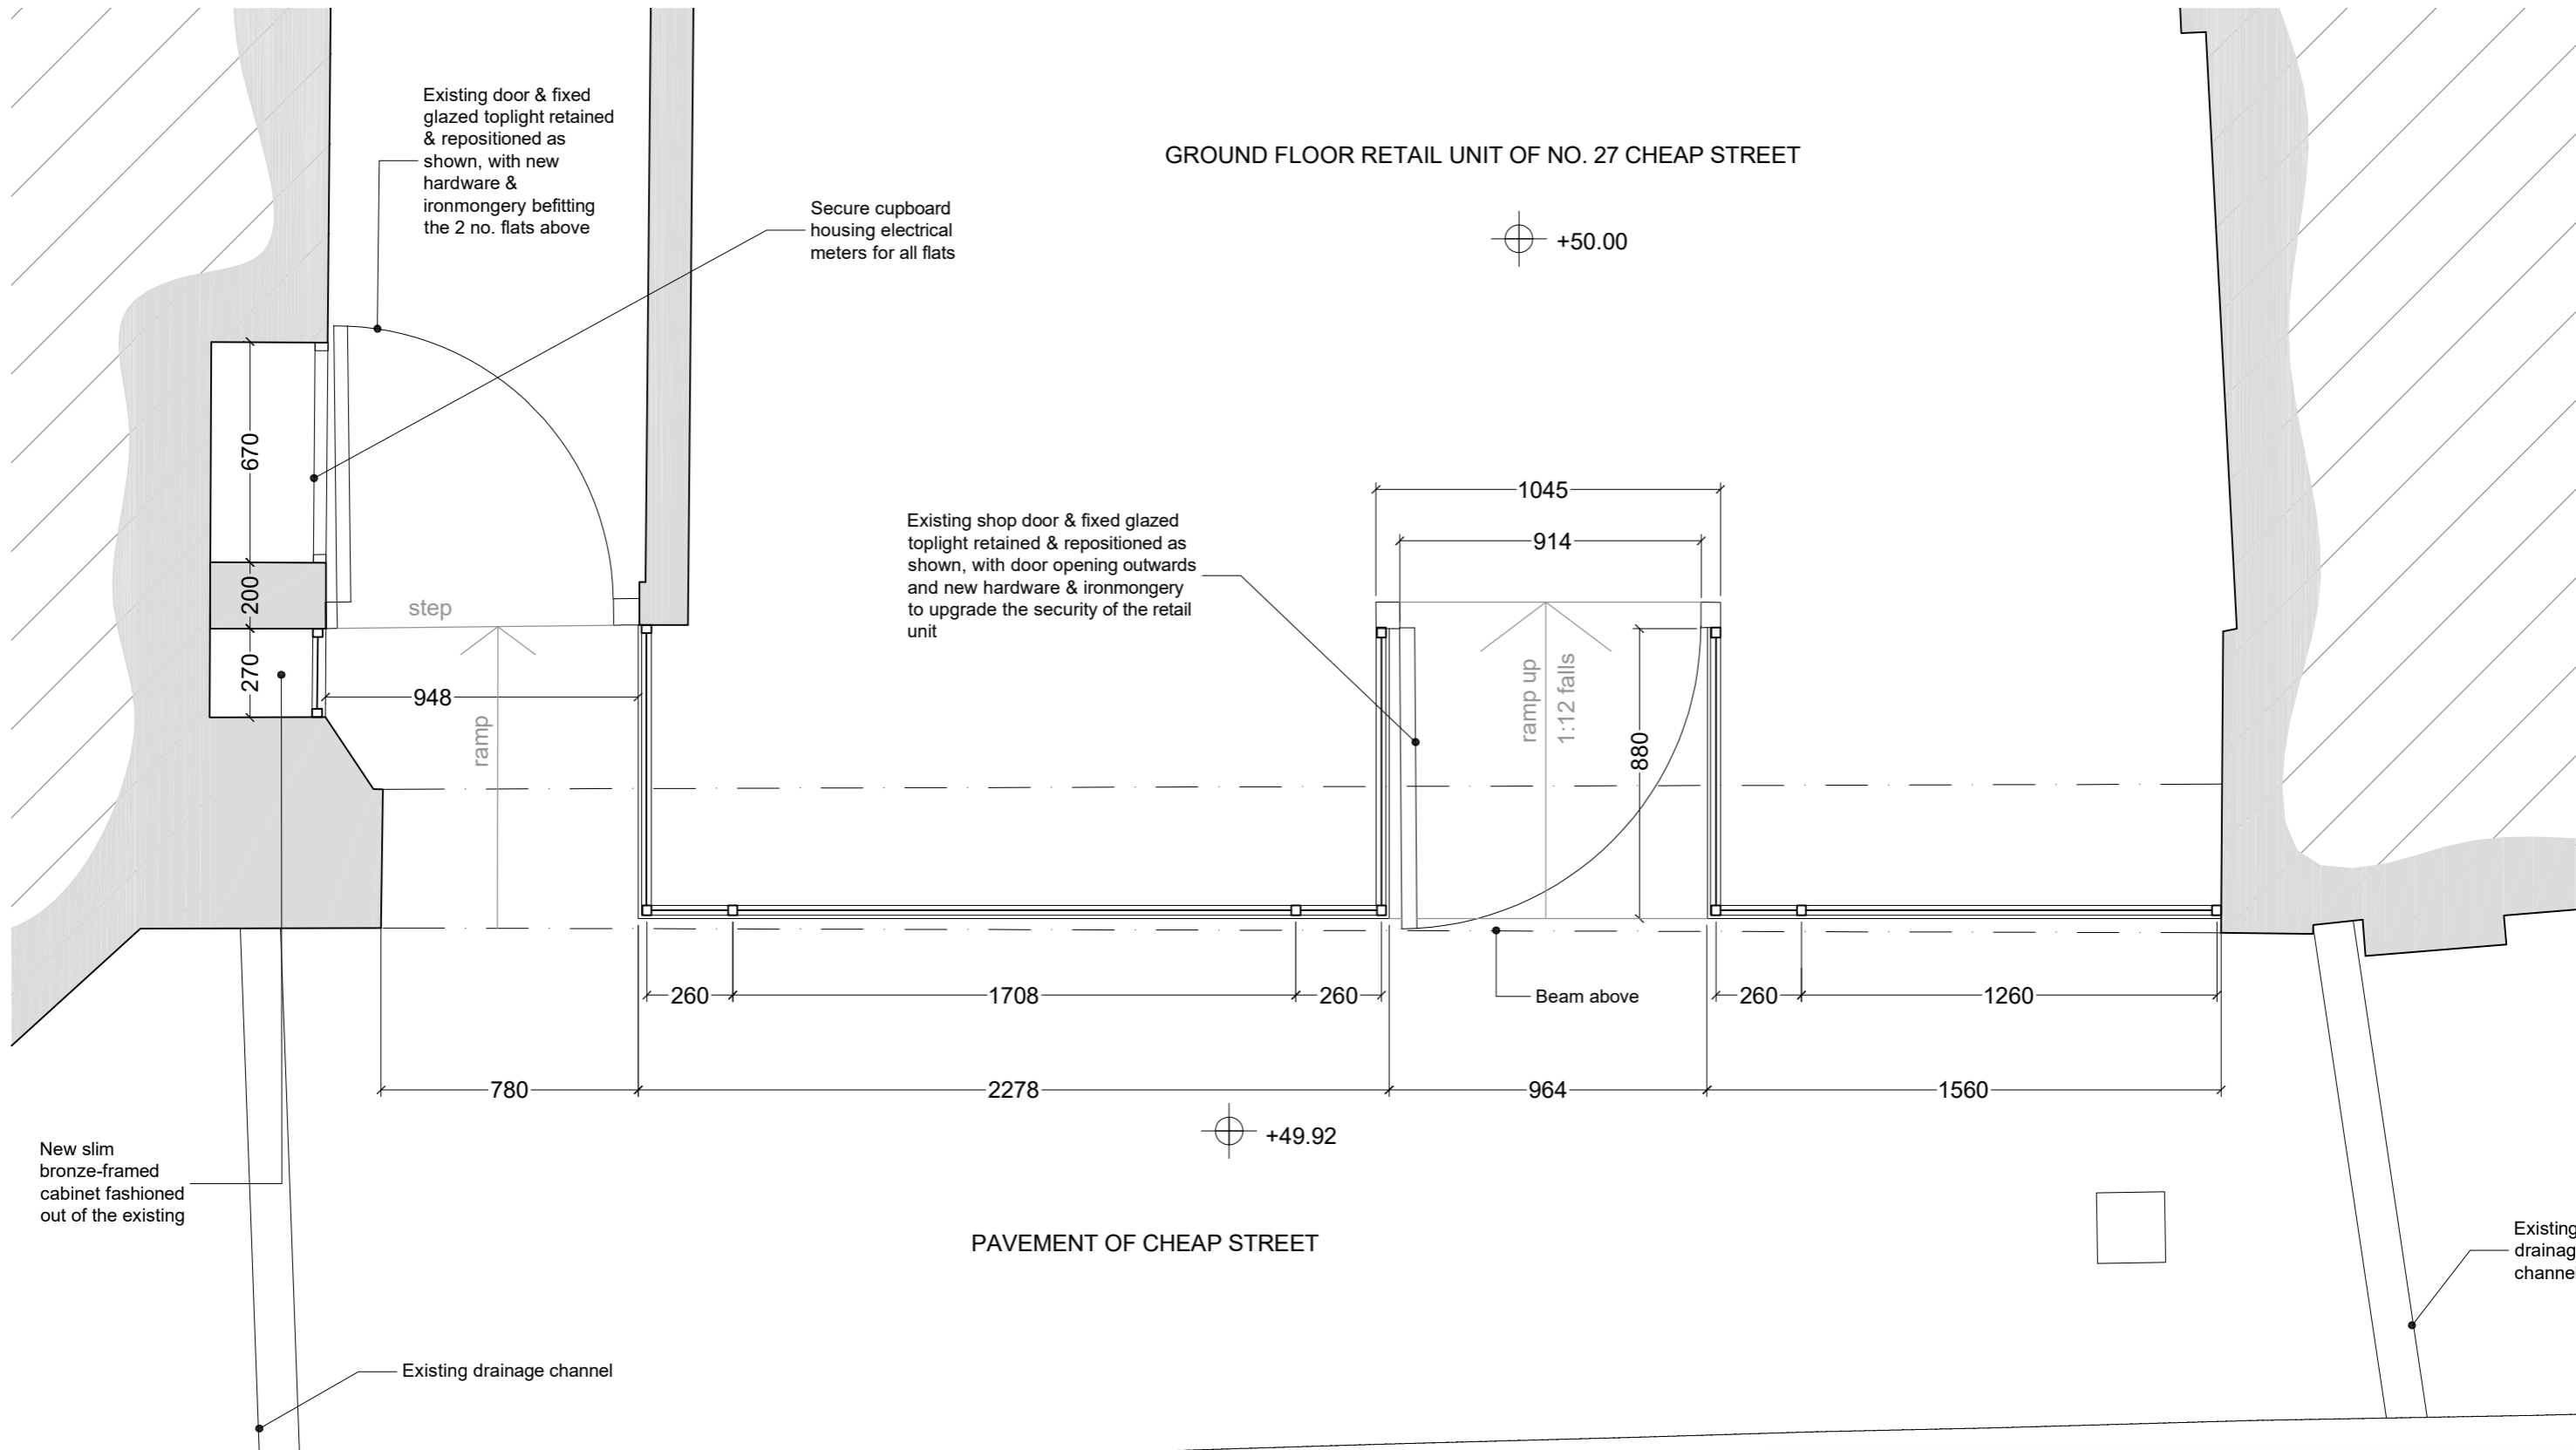 Existing door & fixed
glazed toplight retained
& repositioned as
shown, with new
hardware &
ironmongery befitting
the 2 no. flats above
Secure cupboard
housing electrical
meters for all flats
GROUND FLOOR RETAIL UNIT OF NO. 27 CHEAP STREET
+50.00
670
200
270
step
948
ramp
Existing shop door & fixed glazed
toplight retained & repositioned as
shown, with door opening outwards
and new hardware & ironmongery
to upgrade the security of the retail
unit
1045
914
ramp up
1:12 falls
880
260
1708
260
Beam above
260
1260
780
2278
964
1560
+49.92
New slim
bronze-framed
cabinet fashioned
out of the existing
PAVEMENT OF CHEAP STREET
Existing
drainag
channel
Existing drainage channel